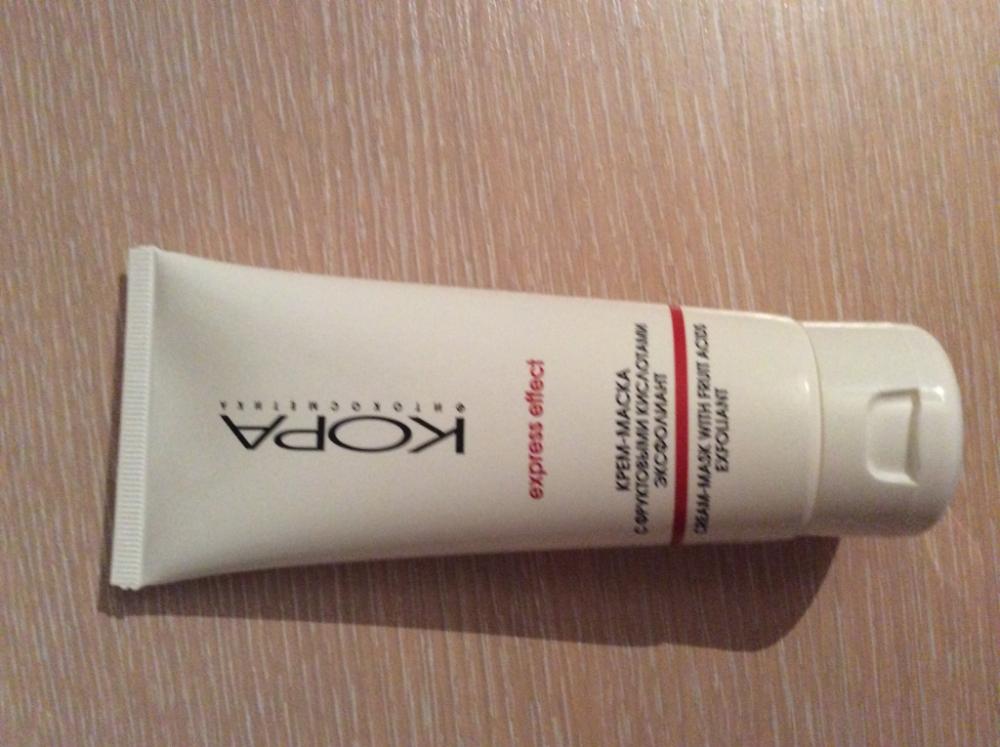 КОРА
ФИТОКОСМЕТИКА
express effect
КРЕМ-МАСКА
С ФРУКТОВЫМИ КИСЛОТАМИ
ЭКСФОЛИАНТ
CREAM-MASK WITH FRUIT ACIDS
EXFOLIANT